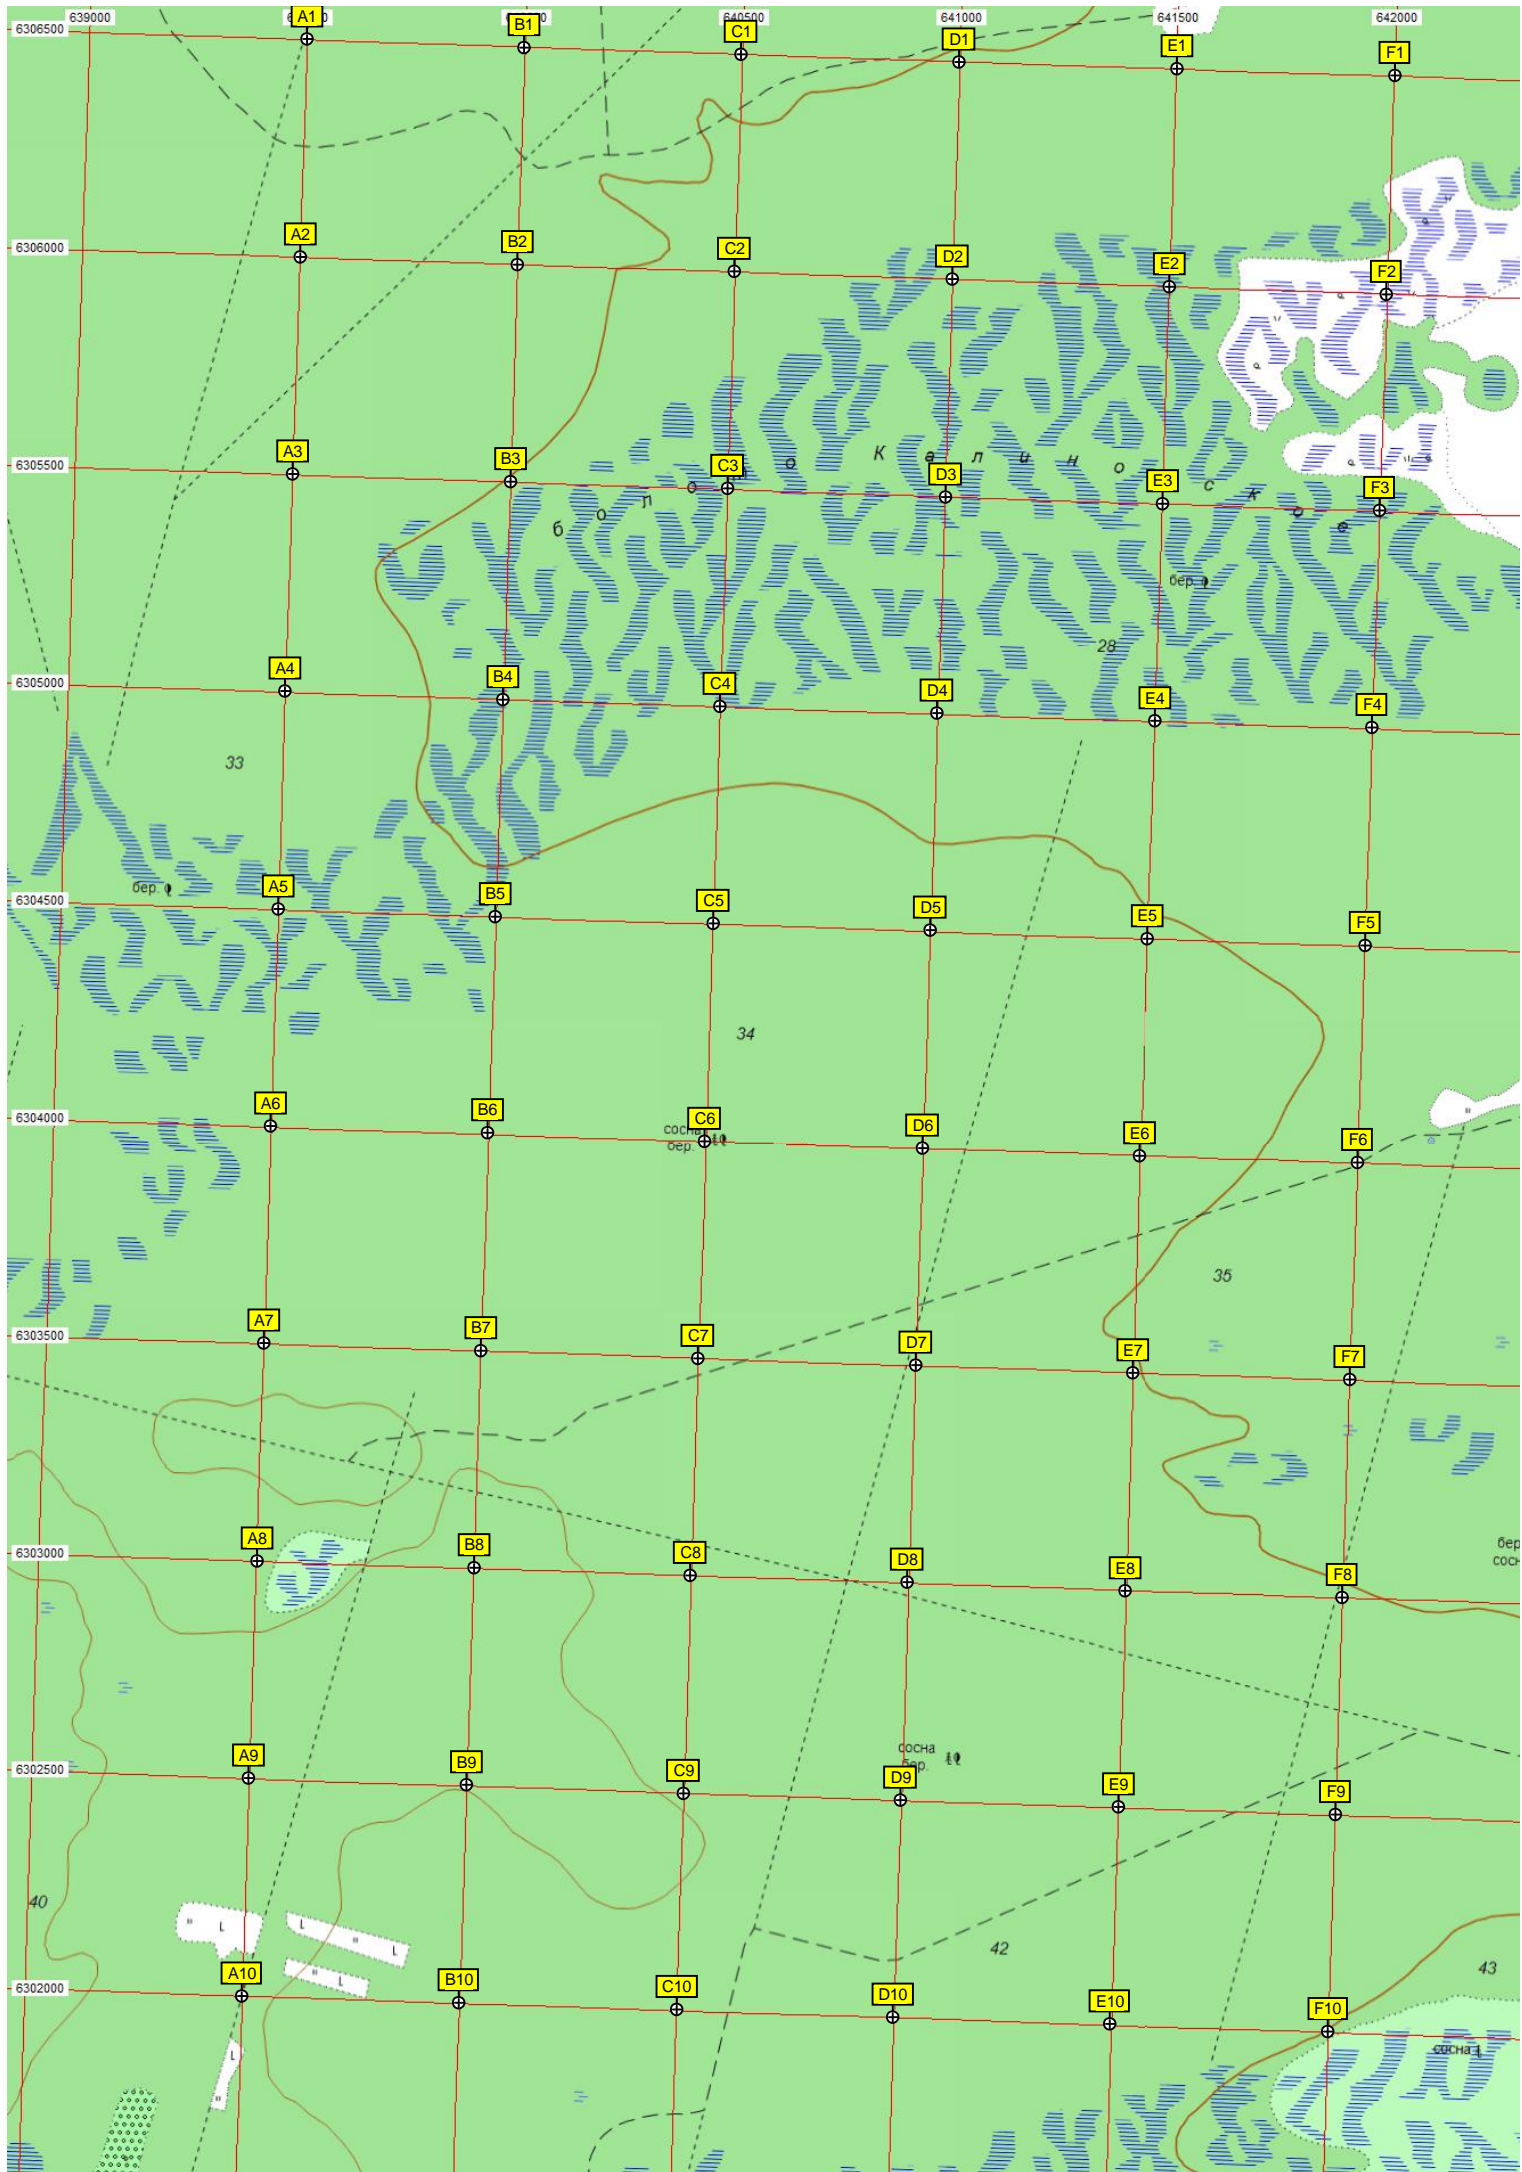 639000 A1 B1 640500 641000 641500 642000
6306500 C1 D1 E1 F1
6306000 A2 B2 C2 D2 E2 F2
6305500 A3 B3 C3 D3 E3 F3
болото Калиновское
бер.
28
6305000 A4 B4 C4 D4 E4 F4
33
бер.
6304500 A5 B5 C5 D5 E5 F5
34
6304000 A6 B6 C6 D6 E6 F6
сосна
бер.
35
6303500 A7 B7 C7 D7 E7 F7
6303000 A8 B8 C8 D8 E8 F8
бер
сосн
6302500 A9 B9 C9 D9 E9 F9
сосна
бер.
40
42
43
6302000 A10 B10 C10 D10 E10 F10
сосна